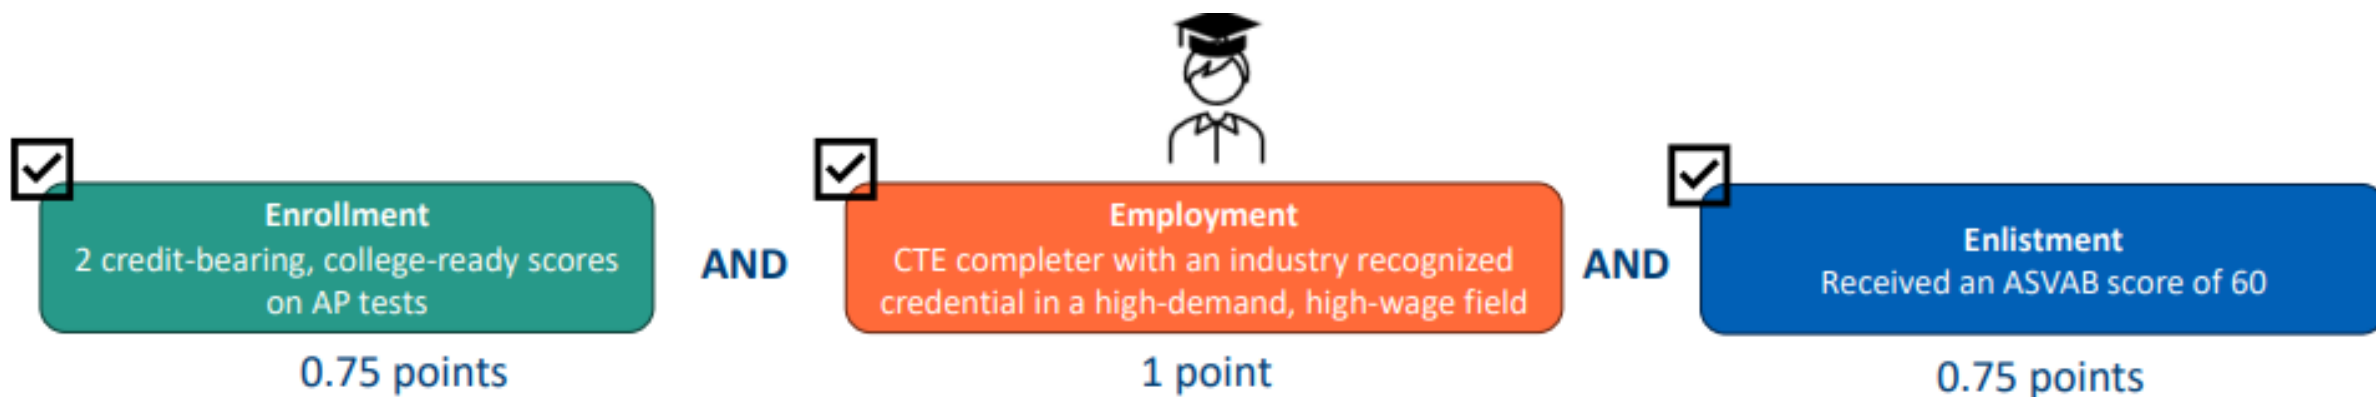 Enrollment
2 credit-bearing, college-ready scores
on AP tests
0.75 points
AND
Employment
CTE completer with an industry recognized
credential in a high-demand, high-wage field
1 point
AND
Enlistment
Received an ASVAB score of 60
0.75 points